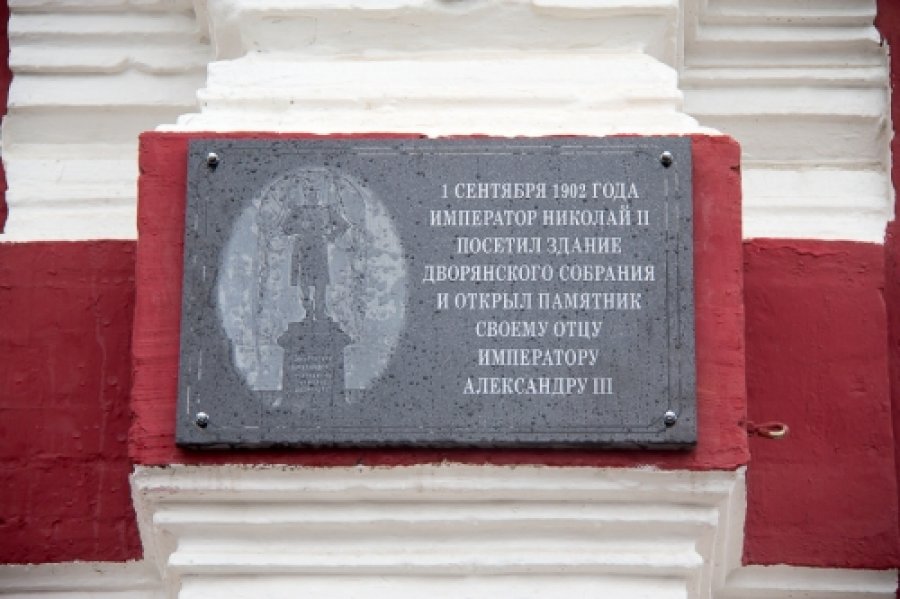 1 СЕНТЯБРЯ 1902 ГОДА
ИМПЕРАТОР НИКОЛАЙ II
ПОСЕТИЛ ЗДАНИЕ
ДВОРЯНСКОГО СОБРАНИЯ
И ОТКРЫЛ ПАМЯТНИК
СВОЕМУ ОТЦУ
ИМПЕРАТОРУ
АЛЕКСАНДРУ III